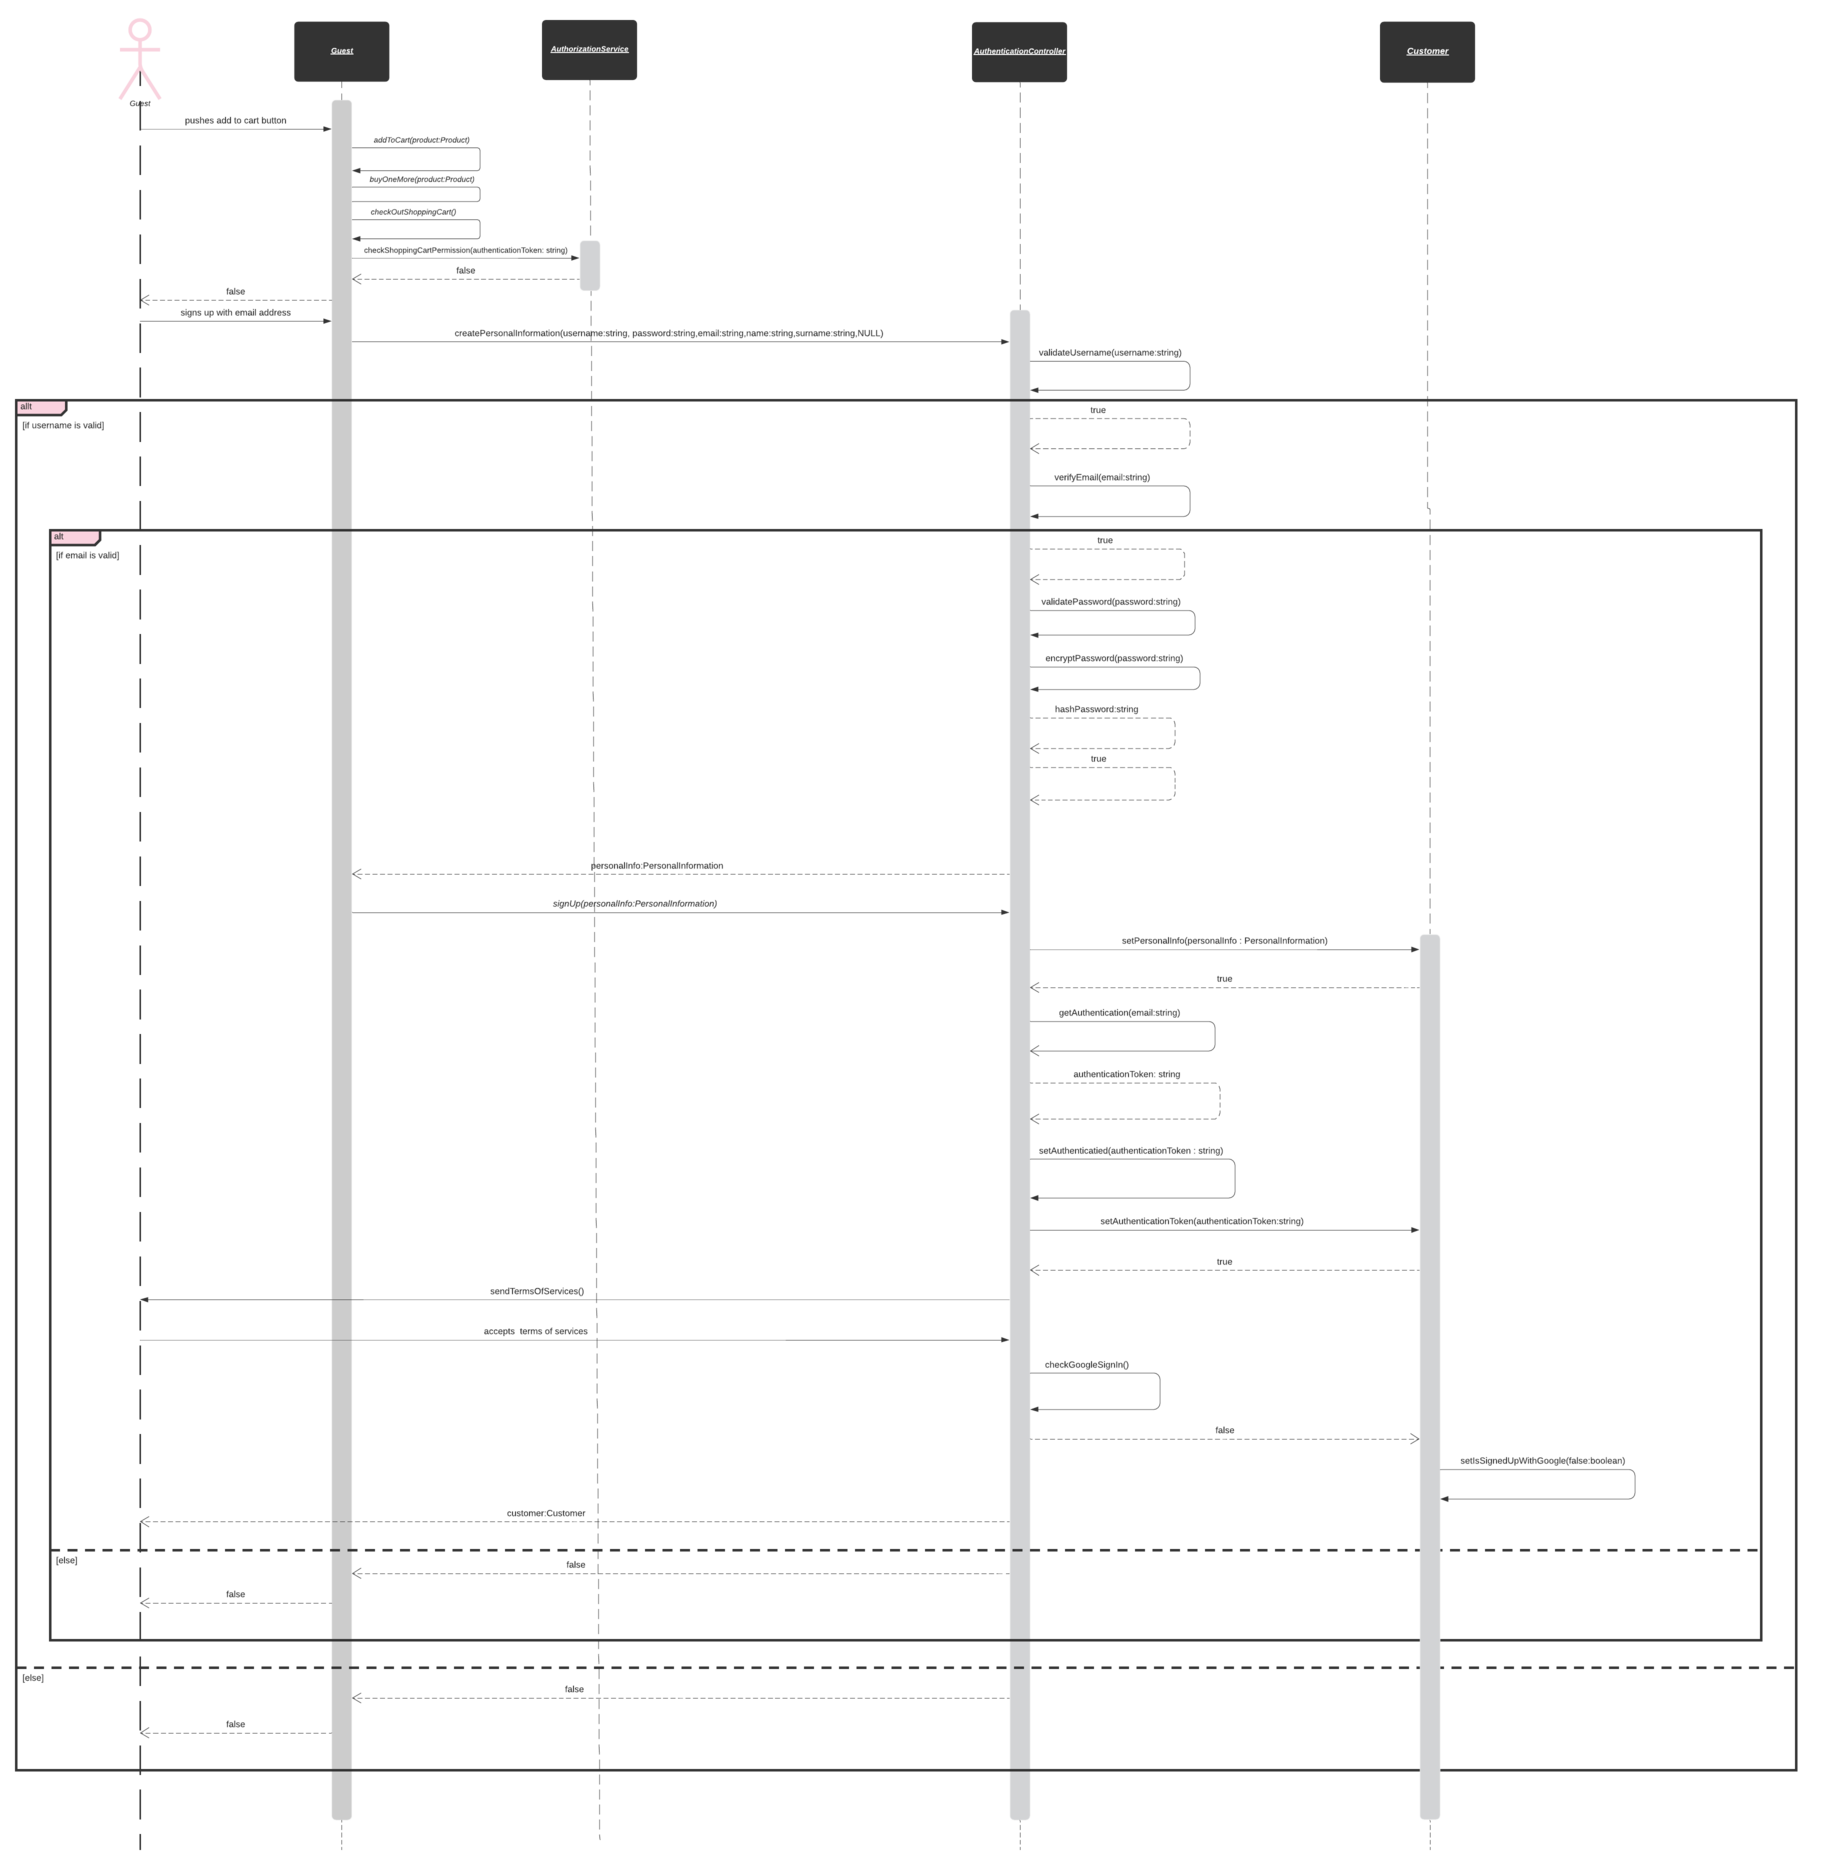 Guest
AuthorizationService
AuthenticationController
Customer
Guest
pushes add to cart button
addToCart(product:Product)
buyOneMore(product:Product)
checkOutShoppingCart()
checkShoppingCartPermission(authenticationToken: string)
false
false
signs up with email address
createPersonalInformation(username:string, password:string,email:string,name:string,surname:string,NULL)
validateUsername(username:string)
allt
true
[if username is valid]
verifyEmail(email:string)
alt
true
[if email is valid]
validatePassword(password:string)
encryptPassword(password:string)
hashPassword:string
true
personalInfo:PersonalInformation
signUp(personalInfo:PersonalInformation)
setPersonalInfo(personalInfo : PersonalInformation)
true
getAuthentication(email:string)
authenticationToken: string
setAuthenticatied(authenticationToken : string)
setAuthenticationToken(authenticationToken:string)
true
sendTermsOfServices()
accepts  terms of services
checkGoogleSignIn()
false
setIsSignedUpWithGoogle(false:boolean)
customer:Customer
[else]
false
false
[else]
false
false